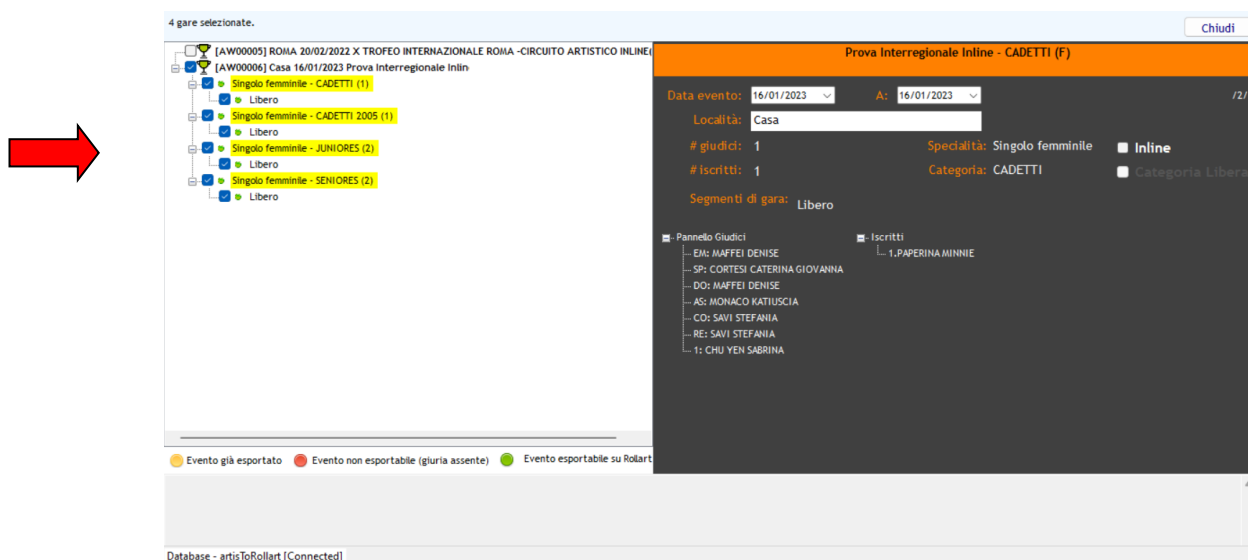 4 gare selezionate.
Chiudi
[AW00005] ROMA 20/02/2022 X TROFEO INTERNAZIONALE ROMA -CIRCUITO ARTISTICO INLINE(
[AW00006] Casa 16/01/2023 Prova Interregionale Inlin
Singolo femminile - CADETTI (1)
Libero
Singolo femminile - CADETTI 2005 (1)
Libero
Singolo femminile - JUNIORES (2)
Libero
Singolo femminile - SENIORES (2)
Libero
Evento già esportato Evento non esportabile (giuria assente) Evento esportabile su Rollart
Prova Interregionale Inline - CADETTI (F)
Data evento: 16/01/2023 A: 16/01/2023 /2/
Località: Casa
# giudici: 1 Specialità: Singolo femminile Inline
# iscritti: 1 Categoria: CADETTI Categoria Libera
Segmenti di gara: Libero
Pannello Giudici
EM: MAFFEI DENISE
SP: CORTESI CATERINA GIOVANNA
DO: MAFFEI DENISE
AS: MONACO KATIUSCIA
CO: SAVI STEFANIA
RE: SAVI STEFANIA
1: CHU YEN SABRINA
Iscritti
1.PAPERINA MINNIE
Database - artisToRollart [Connected]